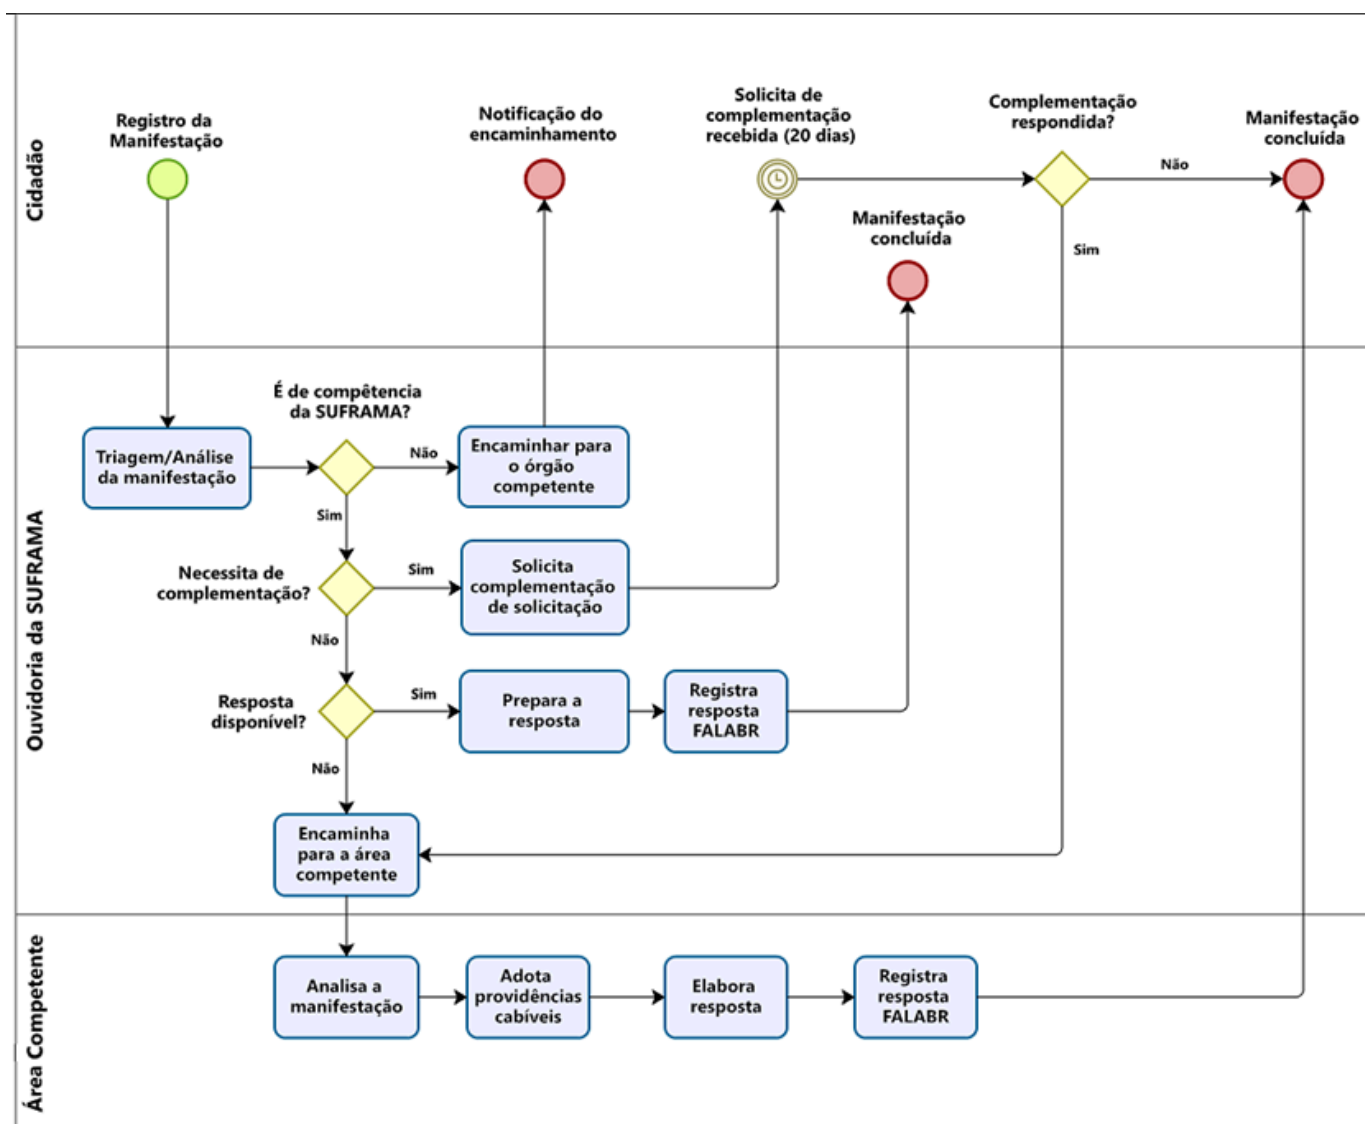 Cidadão
Registro da
Manifestação
Notificação do
encaminhamento
Solicita de
complementação
recebida (20 dias)
Complementação
respondida?
Não
Manifestação
concluída
Manifestação
concluída
Sim
Ouvidoria da SUFRAMA
É de compêtencia
da SUFRAMA?
Triagem/Análise
da manifestação
Não
Encaminhar para
o órgão
competente
Sim
Necessita de
complementação?
Sim
Solicita
complementação
de solicitação
Não
Resposta
disponível?
Sim
Prepara a
resposta
Registra
resposta
FALABR
Não
Encaminha
para a área
competente
Área Competente
Analisa a
manifestação
Adota
providências
cabíveis
Elabora
resposta
Registra
resposta
FALABR